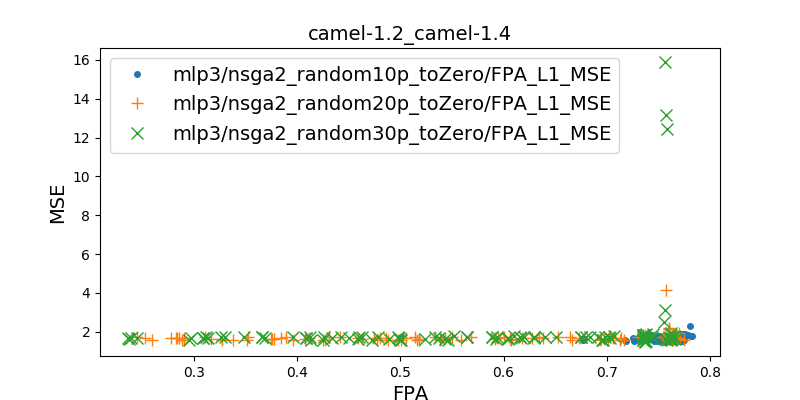 camel-1.2_camel-1.4
mlp3/nsga2_random10p_toZero/FPA_L1_MSE
mlp3/nsga2_random20p_toZero/FPA_L1_MSE
mlp3/nsga2_random30p_toZero/FPA_L1_MSE
MSE
16
14
12
10
8
6
4
2
0.3 0.4 0.5 0.6 0.7 0.8
FPA